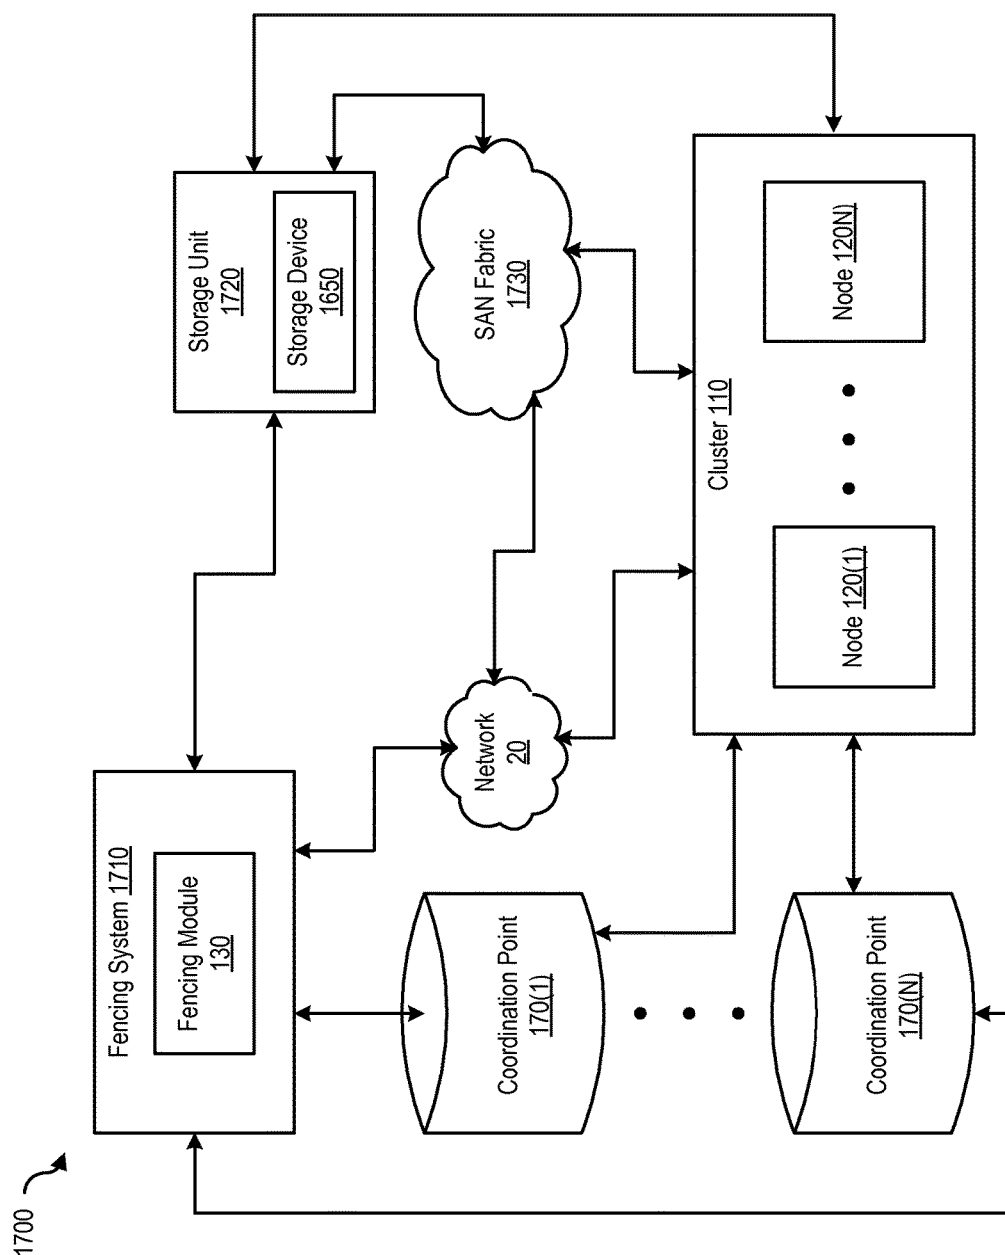 1700
Fencing System 1710
Fencing Module
130
Storage Unit
1720
Storage Device
1650
Coordination Point
170(1)
Network
20
SAN Fabric
1730
Coordination Point
170(N)
Cluster 110
Node 120(1)
Node 120N)